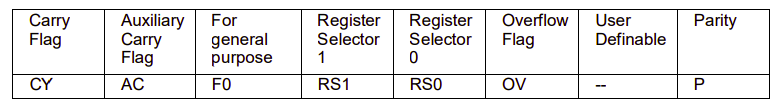 Carry Flag Auxiliary Carry Flag For general purpose Register Selector 1 Register Selector 0 Overflow Flag User Definable Parity
CY AC F0 RS1 RS0 OV -- P